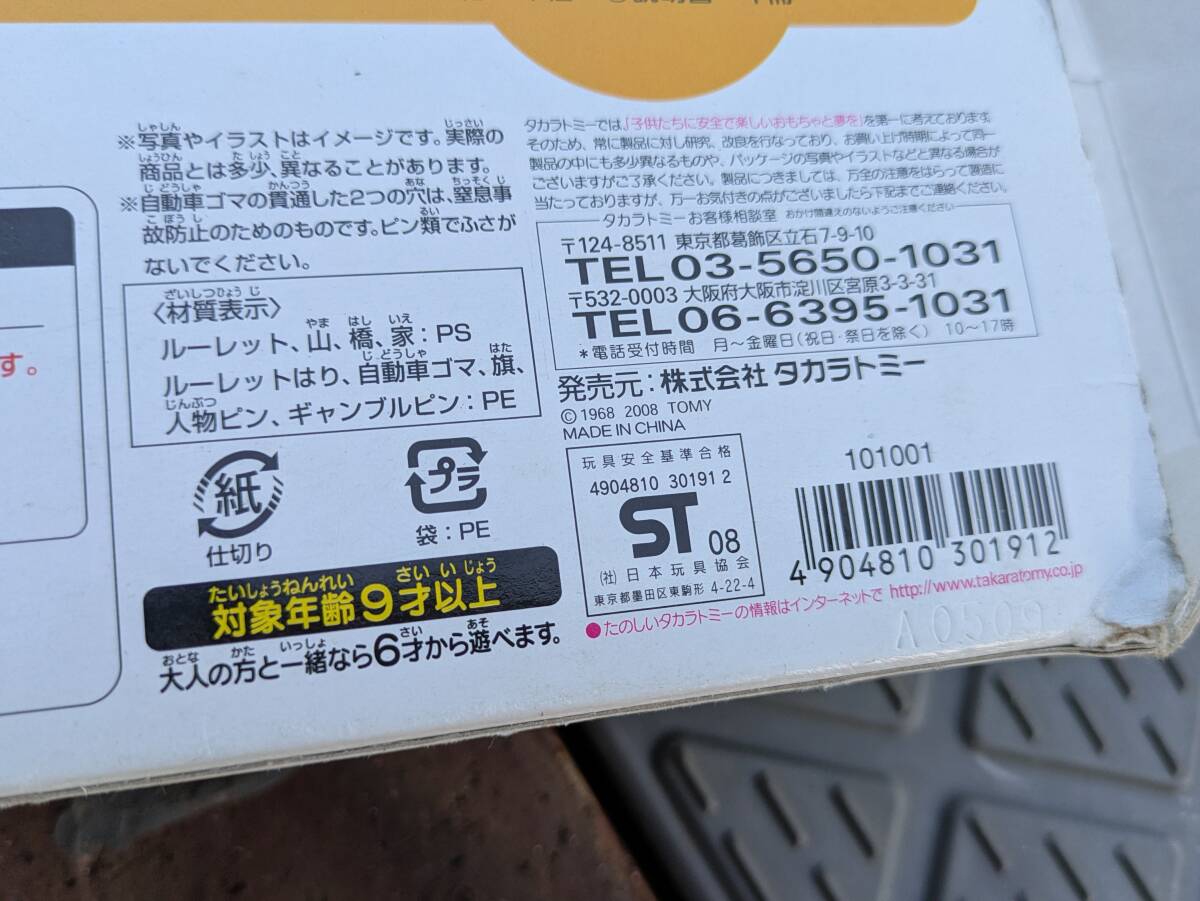 ※写真やイラストはイメージです。実際の
商品とは多少、異なることがあります。
※自動車ゴマの貫通した2つの穴は、窒息事
故防止のためのものです。ピン類でふさが
ないでください。
〈材質表示〉
ルーレット、山、橋、家：PS
ルーレットはり、自動車ゴマ、旗、
人物ピン、ギャンブルピン：PE
紙
仕切り
プラ
袋：PE
対象年齢9才以上
大人の方と一緒なら6才から遊べます。
す。
タカラトミーでは、「子供たちに安全で楽しいおもちゃと夢を」を第一に考えております。
そのため、常に製品に対し研究、改良を行なっており、お買い上げ時期によって同一
製品の中にも多少異なるものや、パッケージの写真やイラストなどと異なる場合が
ございますがご了承ください。製品につきましては、万全の注意をはらって製造に
当たっておりますが、万一お気付きの点がございましたら下記までご連絡ください。
タカラトミーお客様相談室 おかけ間違えのないようご注意ください
〒124-8511 東京都葛飾区立石7-9-10
TEL 03-5650-1031
〒532-0003 大阪府大阪市淀川区宮原3-3-31
TEL 06-6395-1031
＊電話受付時間 月〜金曜日（祝日・祭日を除く） 10〜17時
発売元：株式会社 タカラトミー
© 1968 2008 TOMY
MADE IN CHINA
玩具安全基準合格
4904810 30191 2
ST 08
（社）日本玩具協会
東京都墨田区東駒形 4-22-4
101001
4 904810 301912
●たのしいタカラトミーの情報はインターネットで http://www.takaratomy.co.jp